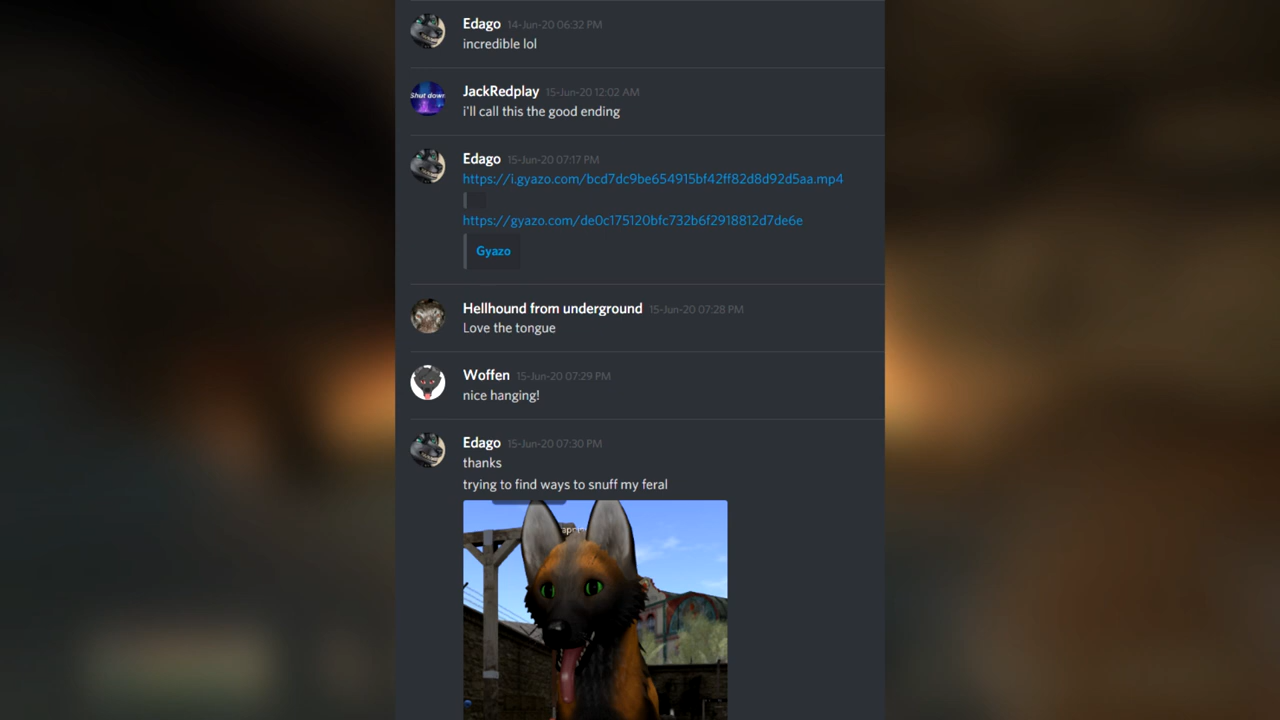 Edago 14-Jun-20 06:32 PM
incredible lol
Shut down
JackRedplay 15-Jun-20 12:02 AM
i'll call this the good ending
Edago 15-Jun-20 07:17 PM
https://i.gyazo.com/bcd7dc9be654915bf42ff82d8d92d5aa.mp4
https://gyazo.com/de0c175120bfc732b6f2918812d7de6e
Gyazo
Hellhound from underground 15-Jun-20 07:28 PM
Love the tongue
Woffen 15-Jun-20 07:29 PM
nice hanging!
Edago 15-Jun-20 07:30 PM
thanks
trying to find ways to snuff my feral